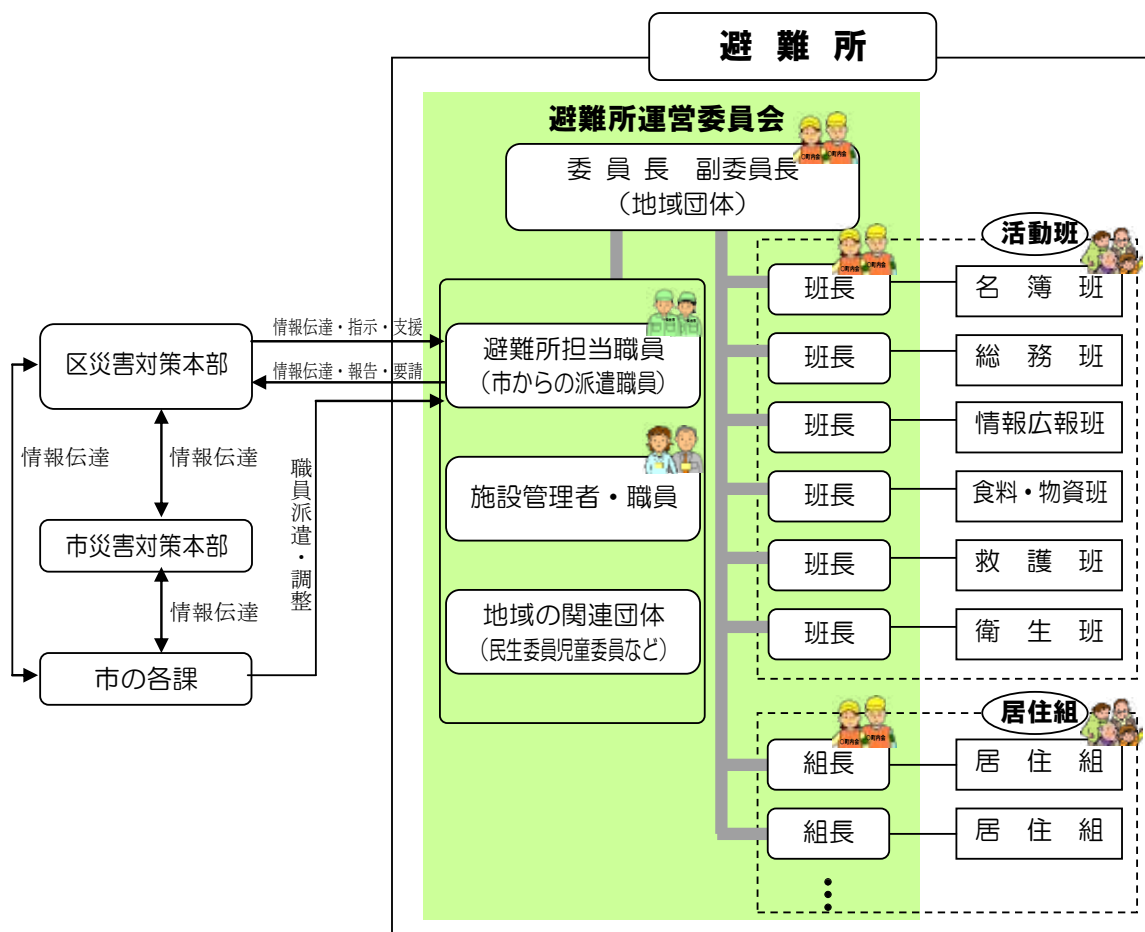 避難所
避難所運営委員会
委員長 副委員長
（地域団体）
活動班
班長
名簿班
班長
総務班
班長
情報広報班
班長
食料・物資班
班長
救護班
班長
衛生班
居住組
組長
居住組
組長
居住組
避難所担当職員
（市からの派遣職員）
施設管理者・職員
地域の関連団体
（民生委員児童委員など）
情報伝達・指示・支援
情報伝達・報告・要請
区災害対策本部
情報伝達
情報伝達
職員派遣・調整
市災害対策本部
情報伝達
市の各課